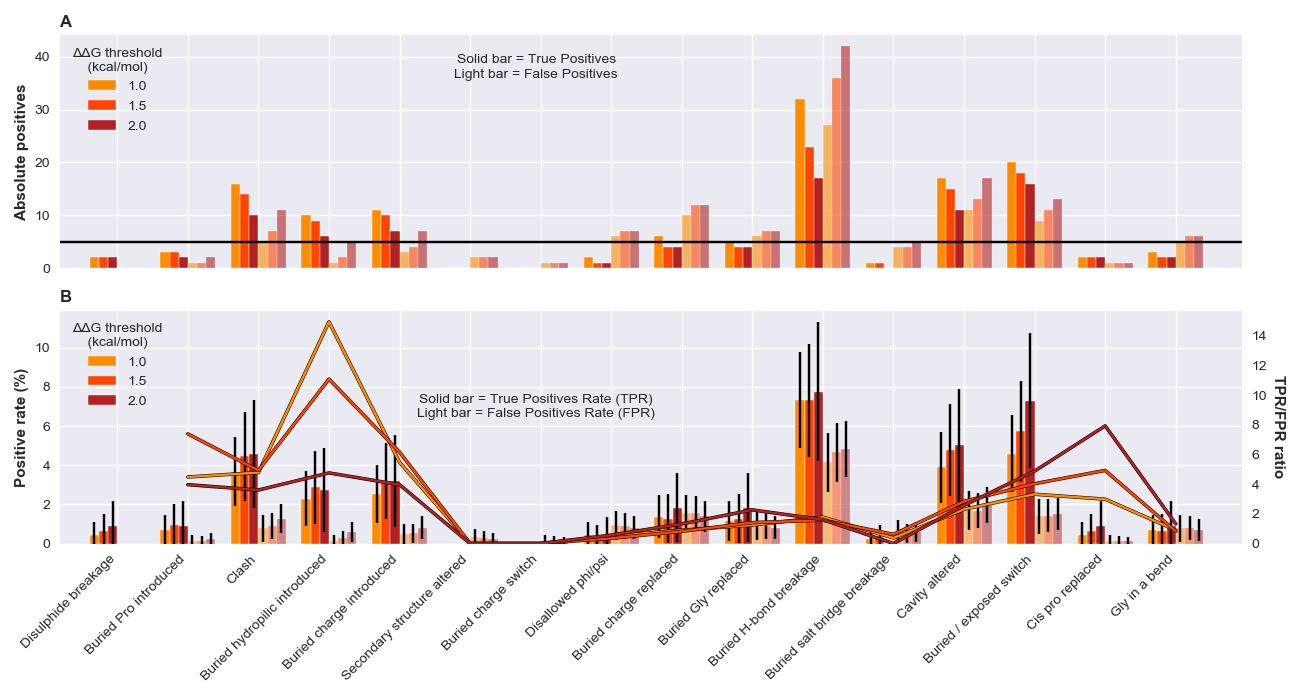 A
ΔΔG threshold
(kcal/mol)
1.0
1.5
2.0
Solid bar = True Positives
Light bar = False Positives
Absolute positives
40
30
20
10
0
B
ΔΔG threshold
(kcal/mol)
1.0
1.5
2.0
Solid bar = True Positives Rate (TPR)
Light bar = False Positives Rate (FPR)
Positive rate (%)
10
8
6
4
2
0
14
12
10
8
6
4
2
0
TPR/FPR ratio
Disulphide breakage
Buried Pro introduced
Clash
Buried hydropilic introduced
Buried charge introduced
Secondary structure altered
Buried charge switch
Disallowed phi/psi
Buried charge replaced
Buried Gly replaced
Buried H-bond breakage
Buried salt bridge breakage
Cavity altered
Buried / exposed switch
Cis pro replaced
Gly in a bend